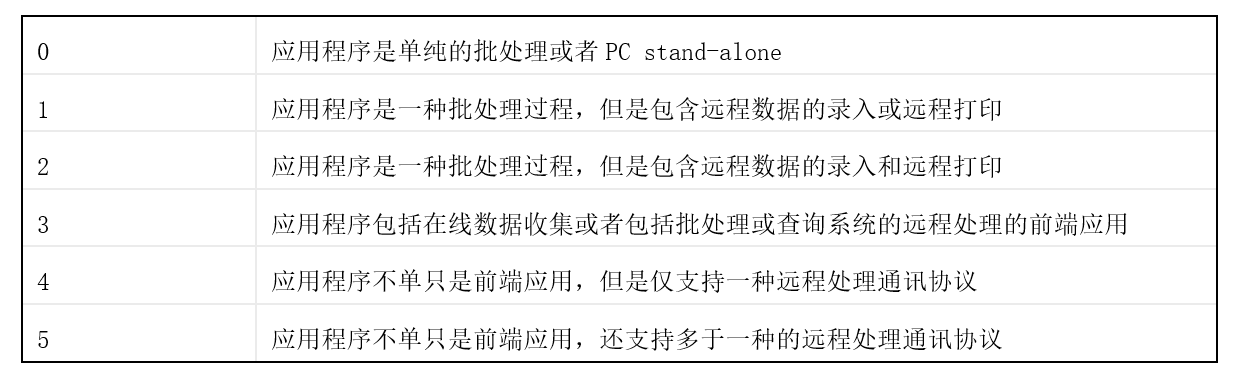 0 应用程序是单纯的批处理或者 PC stand-alone
1 应用程序是一种批处理过程，但是包含远程数据的录入或远程打印
2 应用程序是一种批处理过程，但是包含远程数据的录入和远程打印
3 应用程序包括在线数据收集或者包括批处理或查询系统的远程处理的前端应用
4 应用程序不单只是前端应用，但是仅支持一种远程处理通讯协议
5 应用程序不单只是前端应用，还支持多于一种的远程处理通讯协议